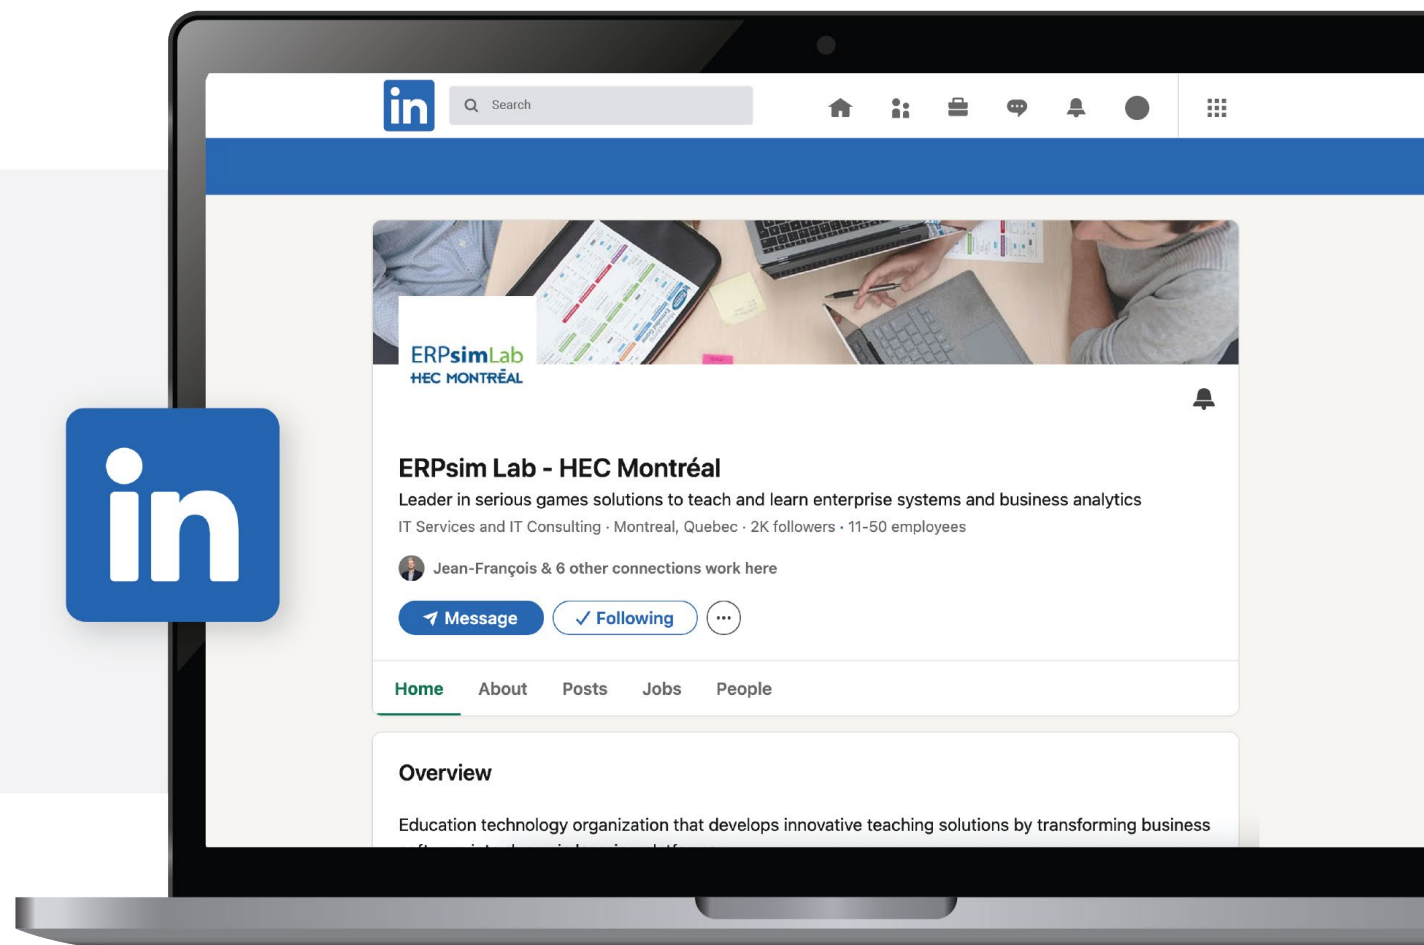 in
Search
ERPsimLab
HEC MONTRÉAL
in
ERPsim Lab - HEC Montréal
Leader in serious games solutions to teach and learn enterprise systems and business analytics
IT Services and IT Consulting · Montreal, Quebec · 2K followers · 11-50 employees
Jean-François & 6 other connections work here
Message
✓ Following
...
Home About Posts Jobs People
Overview
Education technology organization that develops innovative teaching solutions by transforming business